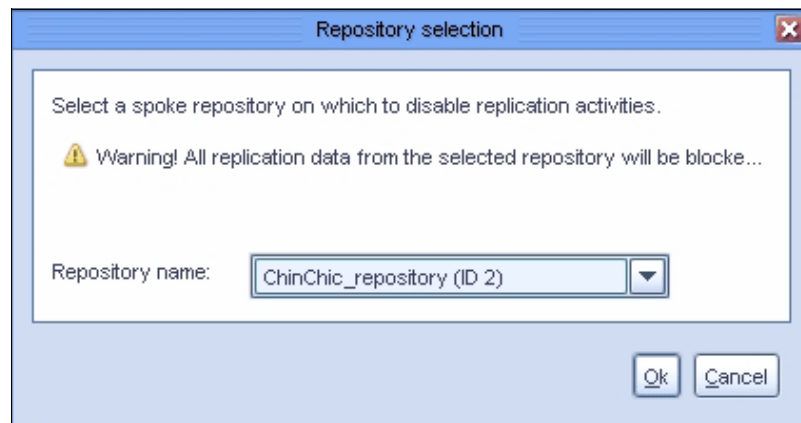 Repository selection
Select a spoke repository on which to disable replication activities.
Warning! All replication data from the selected repository will be blocke...
Repository name: ChinChic_repository (ID 2)
Ok Cancel